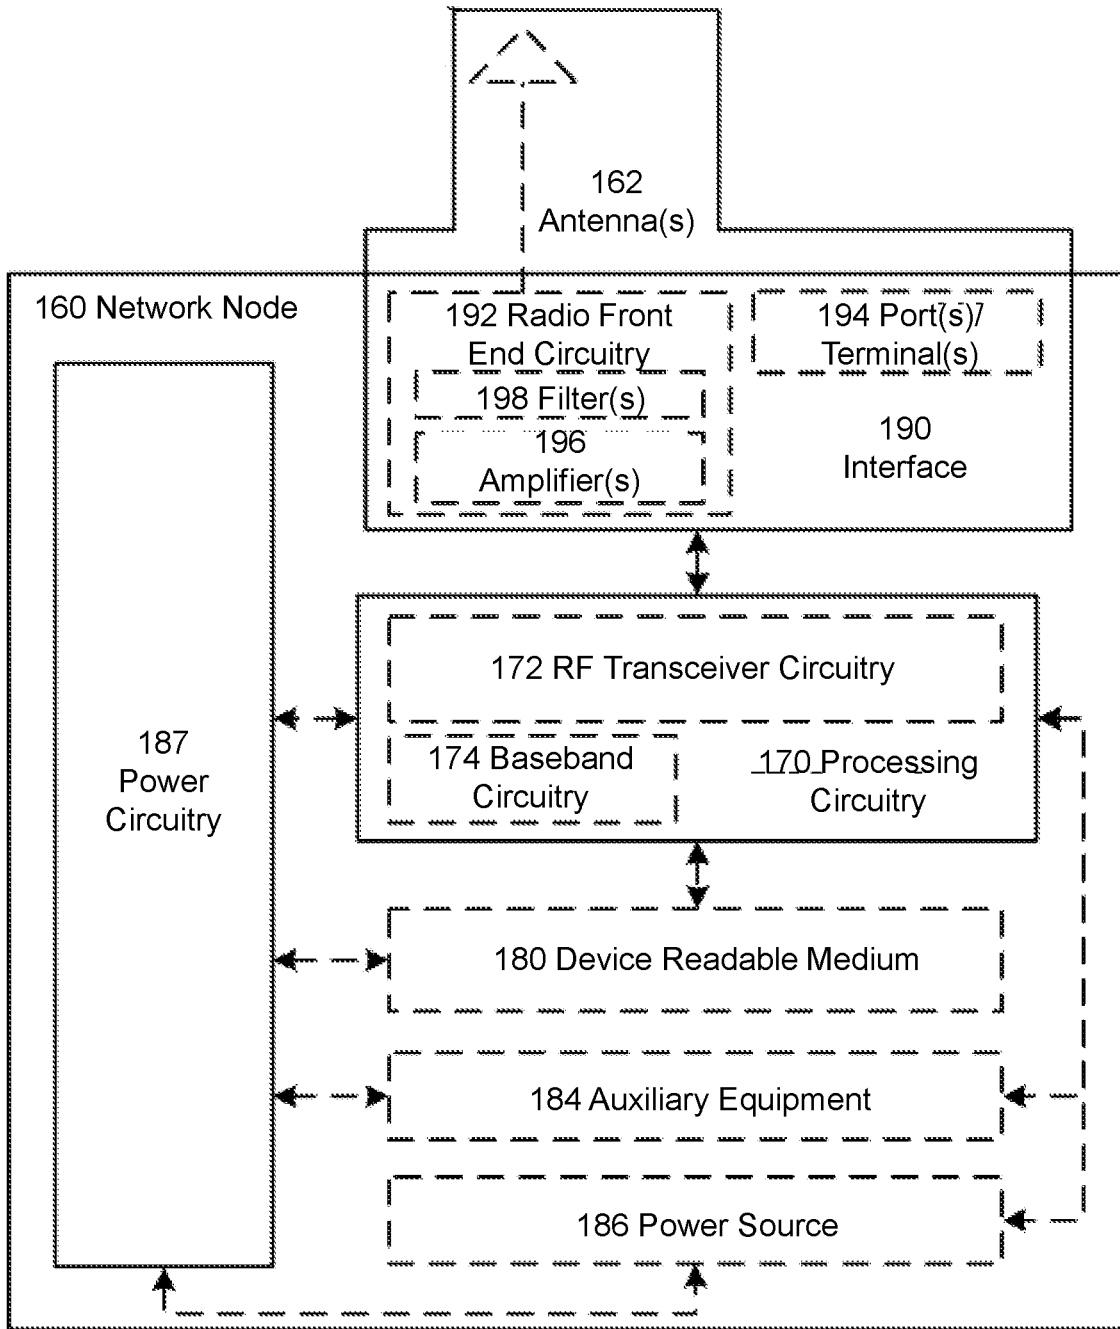 162
Antenna(s)
160 Network Node
192 Radio Front
End Circuitry
198 Filter(s)
196
Amplifier(s)
194 Port(s)/
Terminal(s)
190
Interface
172 RF Transceiver Circuitry
174 Baseband
Circuitry
170 Processing
Circuitry
187
Power
Circuitry
180 Device Readable Medium
184 Auxiliary Equipment
186 Power Source